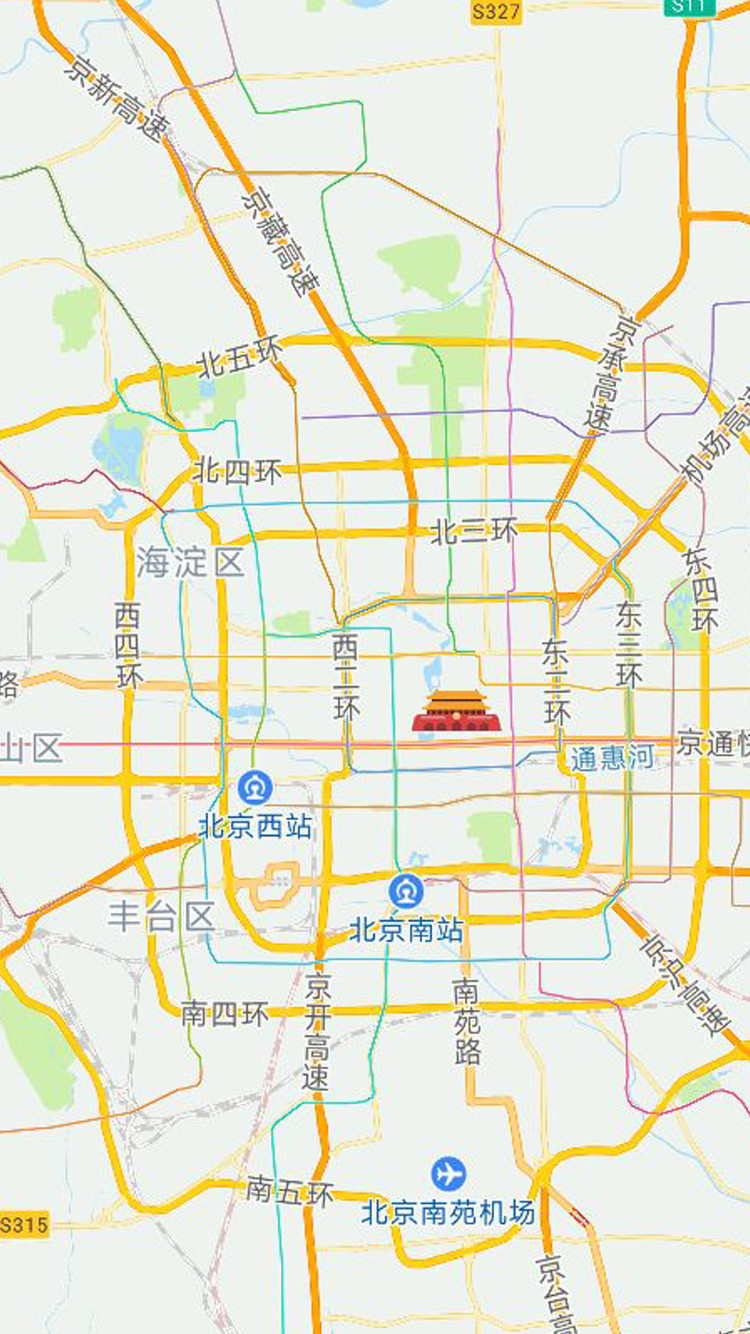 S327
S11
京新高速
京藏高速
京承高速
北五环
机场高速
北四环
北三环
海淀区
东四环
西四环
西二环
东二环
东三环
路
山区
通惠河
京通快
北京西站
丰台区
北京南站
京沪高速
南四环
京开高速
南苑路
南五环
北京南苑机场
S315
京台高